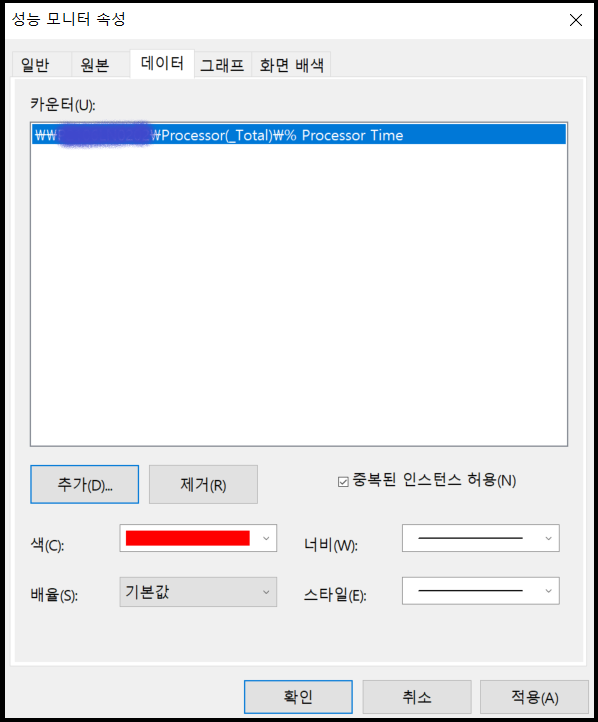 성능 모니터 속성
일반 원본 데이터 그래프 화면 배색
카운터(U):
₩₩ ₩Processor(_Total)₩% Processor Time
추가(D)... 제거(R) 중복된 인스턴스 허용(N)
색(C): 너비(W):
배율(S): 기본값 스타일(E):
확인 취소 적용(A)